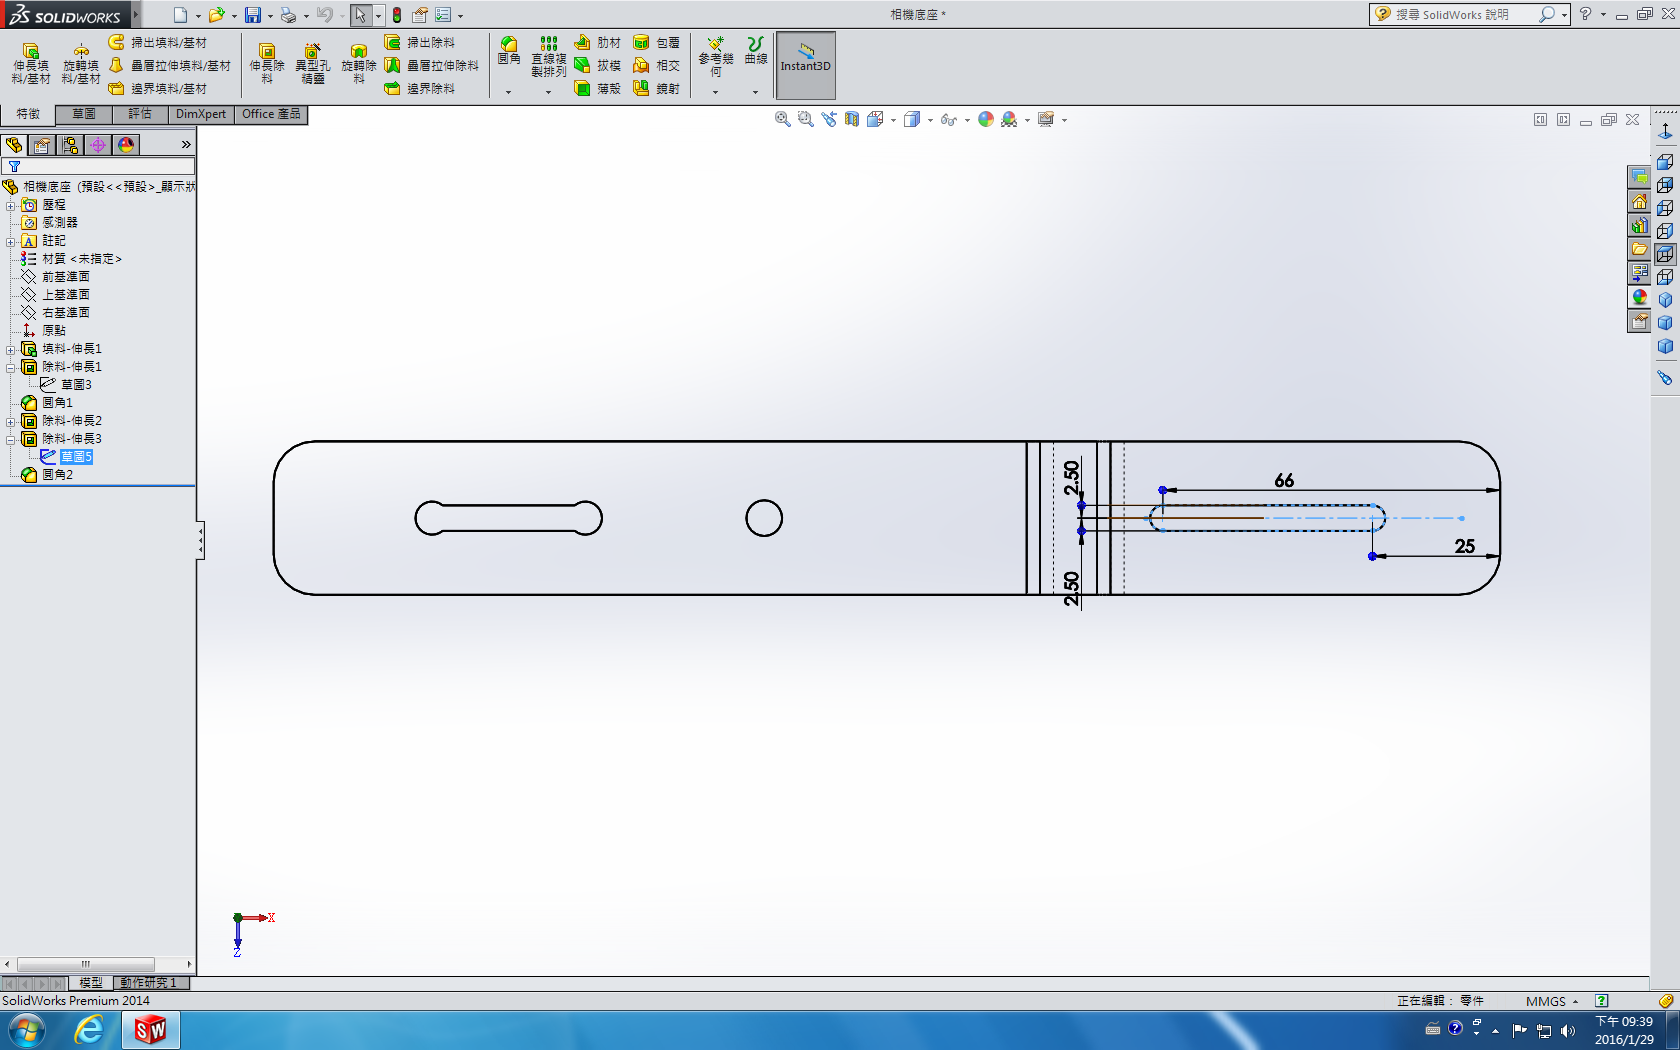 SOLIDWORKS
相機底座 *
搜尋 SolidWorks 說明
伸長填料/基材
旋轉填料/基材
掃出填料/基材
疊層拉伸填料/基材
邊界填料/基材
伸長除料
異型孔精靈
旋轉除料
掃出除料
疊層拉伸除料
邊界除料
圓角
直線複製排列
肋材
拔模
薄殼
包覆
相交
鏡射
參考幾何
曲線
Instant3D
特徵
草圖
評估
DimXpert
Office 產品
相機底座 (預設<<預設>_顯示狀
歷程
感測器
註記
材質 <未指定>
前基準面
上基準面
右基準面
原點
填料-伸長1
除料-伸長1
草圖3
圓角1
除料-伸長2
除料-伸長3
草圖5
圓角2
2.50
66
25
2.50
X
Z
模型
動作研究 1
SolidWorks Premium 2014
正在編輯： 零件
MMGS
SW
下午 09:39
2016/1/29